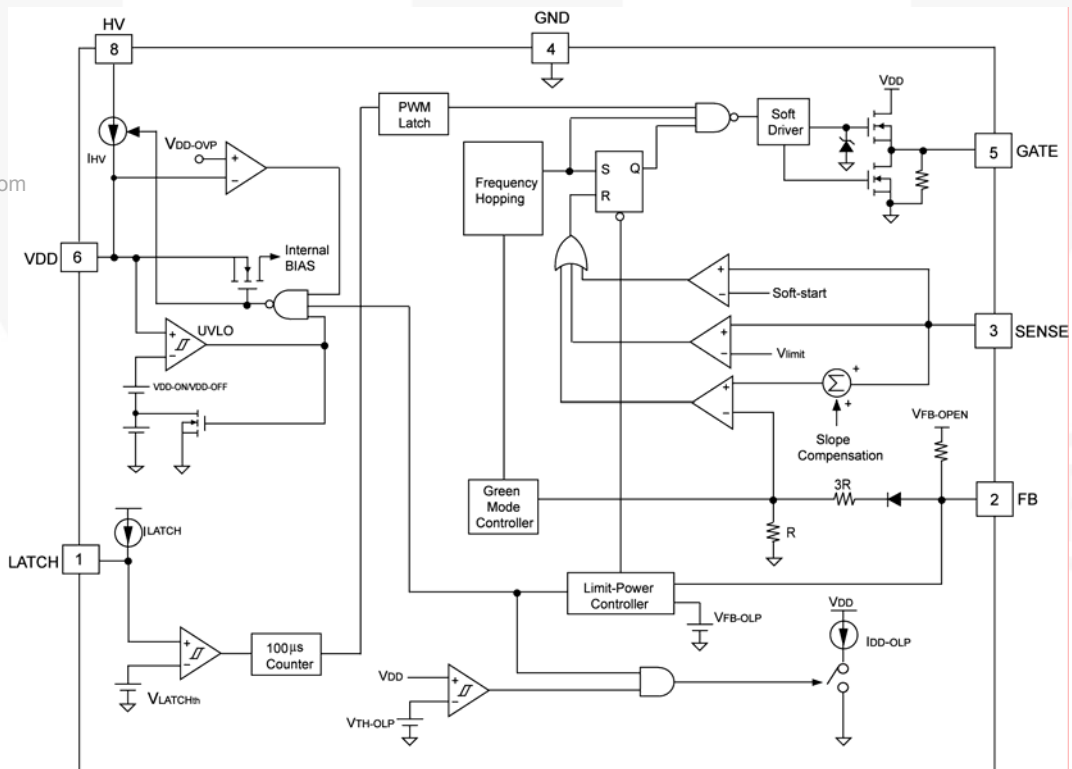 HV
8
GND
4
PWM
Latch
VDD
Soft
Driver
5
GATE
IHV
VDD-OVP
+
−
om
Frequency
Hopping
S
Q
R
VDD
6
Internal
BIAS
+
−
Soft-start
3
SENSE
+
−
UVLO
+
−
Vlimit
VDD-ON/VDD-OFF
+
−
Σ
+
+
Slope
Compensation
VFB-OPEN
Green
Mode
Controller
3R
2
FB
R
ILATCH
LATCH
1
Limit-Power
Controller
VFB-OLP
VDD
IDD-OLP
+
−
100µs
Counter
VLATCHth
VDD
+
−
VTH-OLP